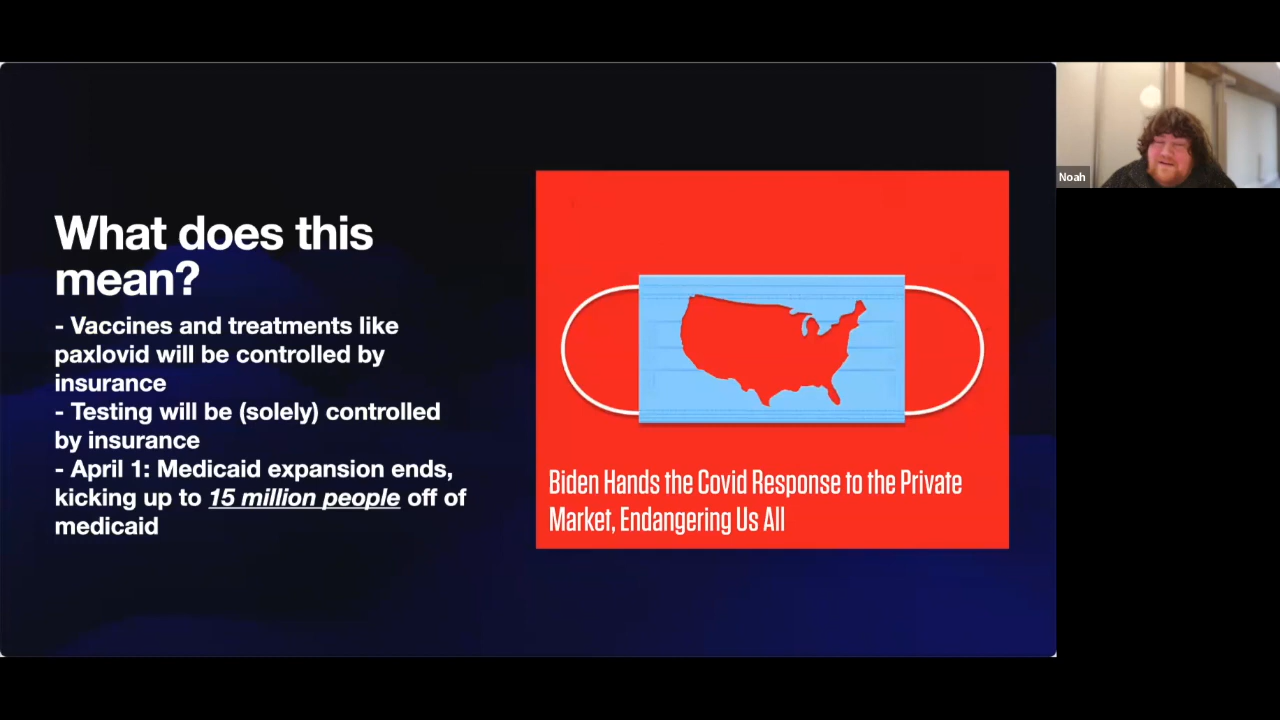 What does this
mean?
- Vaccines and treatments like
paxlovid will be controlled by
insurance
- Testing will be (solely) controlled
by insurance
- April 1: Medicaid expansion ends,
kicking up to 15 million people off of
medicaid
Biden Hands the Covid Response to the Private
Market, Endangering Us All
Noah